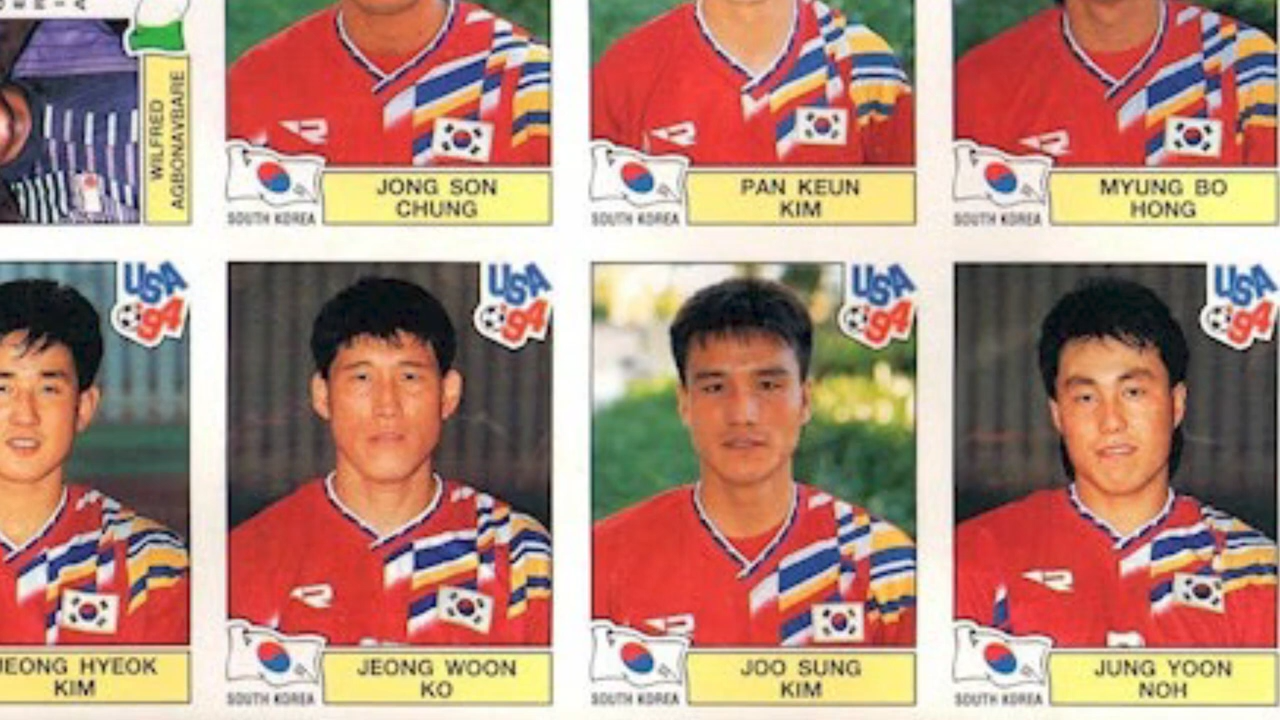 WILFRED
AGBONAVBARE
JONG SON
CHUNG
SOUTH KOREA
PAN KEUN
KIM
SOUTH KOREA
MYUNG BO
HONG
SOUTH KOREA
USA
94
JEONG HYEOK
KIM
USA
94
JEONG WOON
KO
SOUTH KOREA
USA
94
JOO SUNG
KIM
SOUTH KOREA
USA
94
JUNG YOON
NOH
SOUTH KOREA